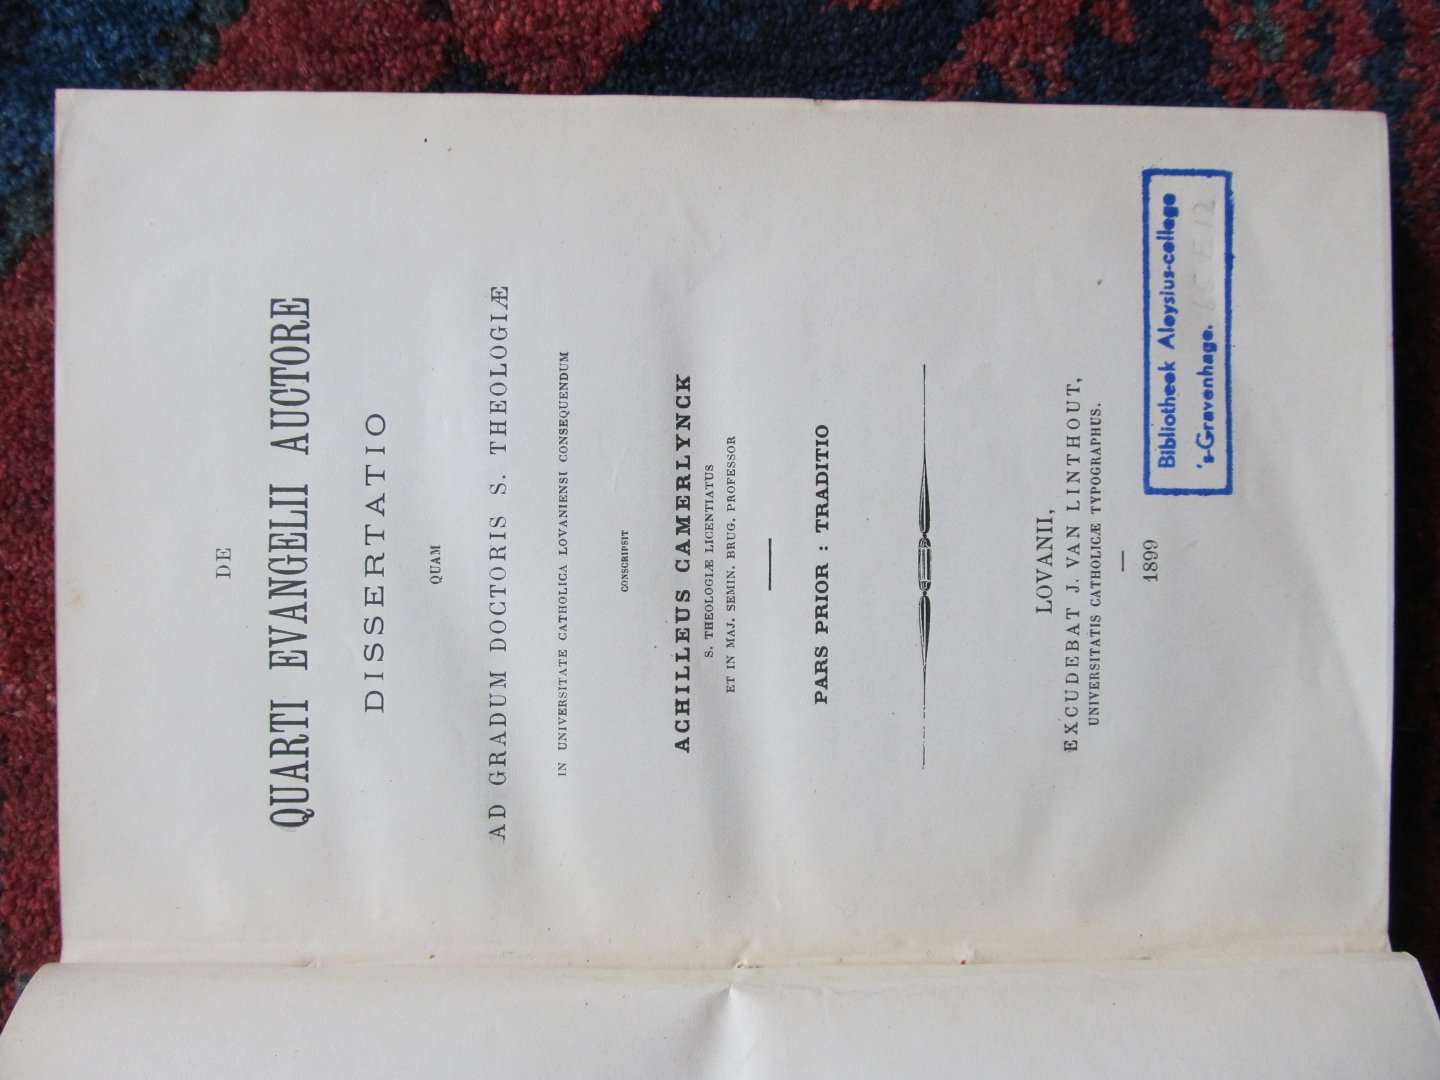 DE
QUARTI EVANGELII AUCTORE
DISSERTATIO
QUAM
AD GRADUM DOCTORIS S. THEOLOGIÆ
IN UNIVERSITATE CATHOLICA LOVANIENSI CONSEQUENDUM
CONSCRIPSIT
ACHILLEUS CAMERLYNCK
S. THEOLOGIÆ LICENTIATUS
ET IN MAJ. SEMIN. BRUG. PROFESSOR
PARS PRIOR : TRADITIO
LOVANII,
EXCUDEBAT J. VAN LINTHOUT,
UNIVERSITATIS CATHOLICÆ TYPOGRAPHUS.
1899
Bibliotheek Aloysius-college
's-Gravenhage.